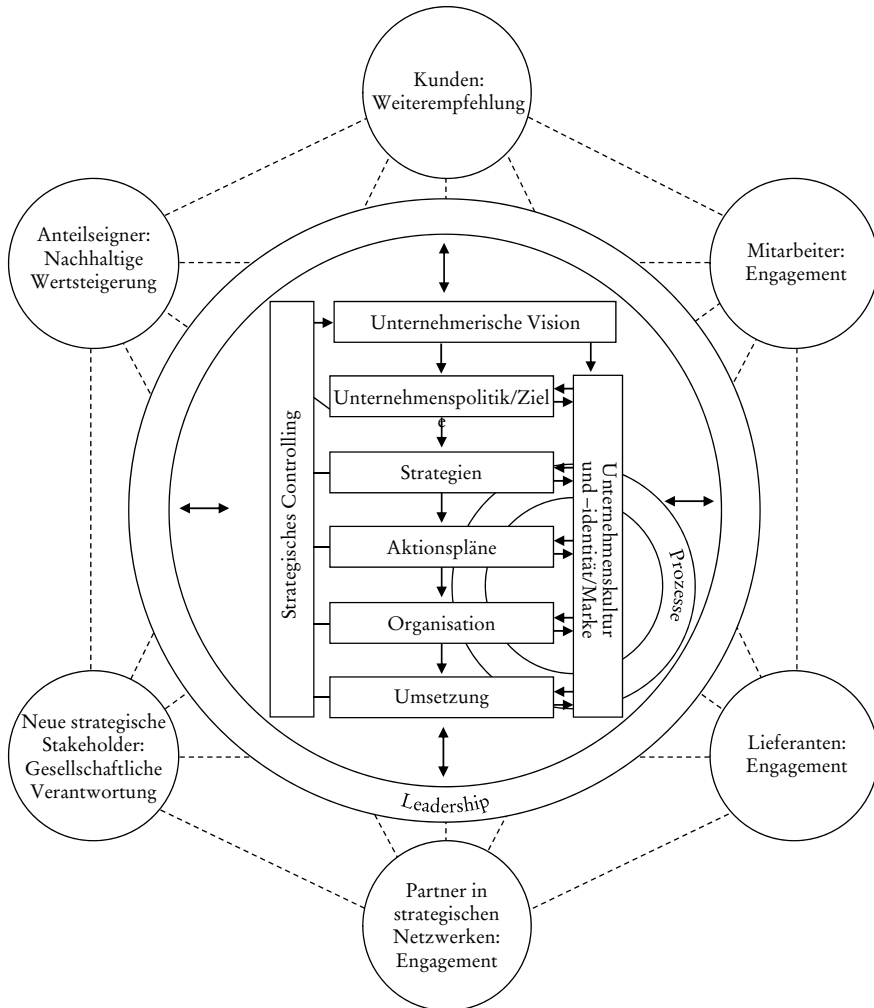 Kunden:
Weiterempfehlung
Anteilseigner:
Nachhaltige
Wertsteigerung
Mitarbeiter:
Engagement
Unternehmerische Vision
Unternehmenspolitik/Ziel
e
Strategien
Aktionspläne
Organisation
Umsetzung
Strategisches Controlling
Unternehmenskultur
und –identität/Marke
Prozesse
Leadership
Neue strategische
Stakeholder:
Gesellschaftliche
Verantwortung
Lieferanten:
Engagement
Partner in
strategischen
Netzwerken:
Engagement